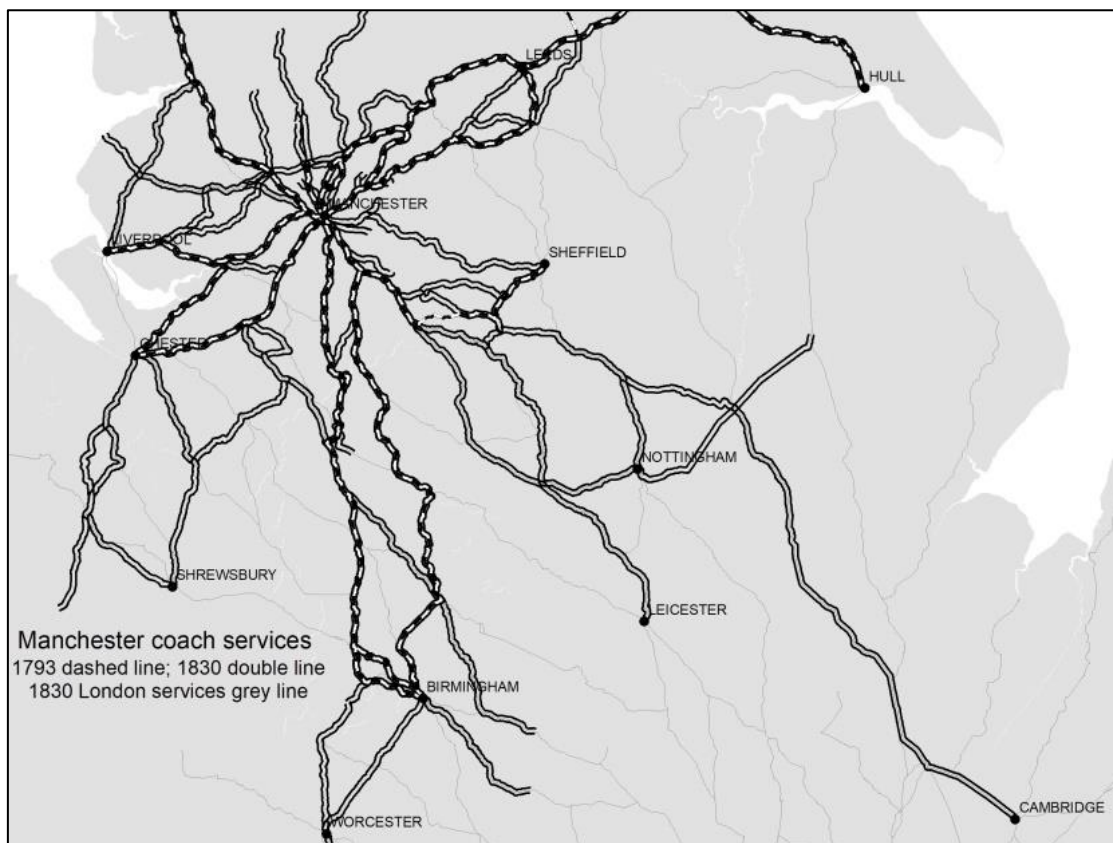 LEEDS
HULL
MANCHESTER
LIVERPOOL
SHEFFIELD
CHESTER
NOTTINGHAM
SHREWSBURY
LEICESTER
Manchester coach services
1793 dashed line; 1830 double line
1830 London services grey line
BIRMINGHAM
CAMBRIDGE
WORCESTER